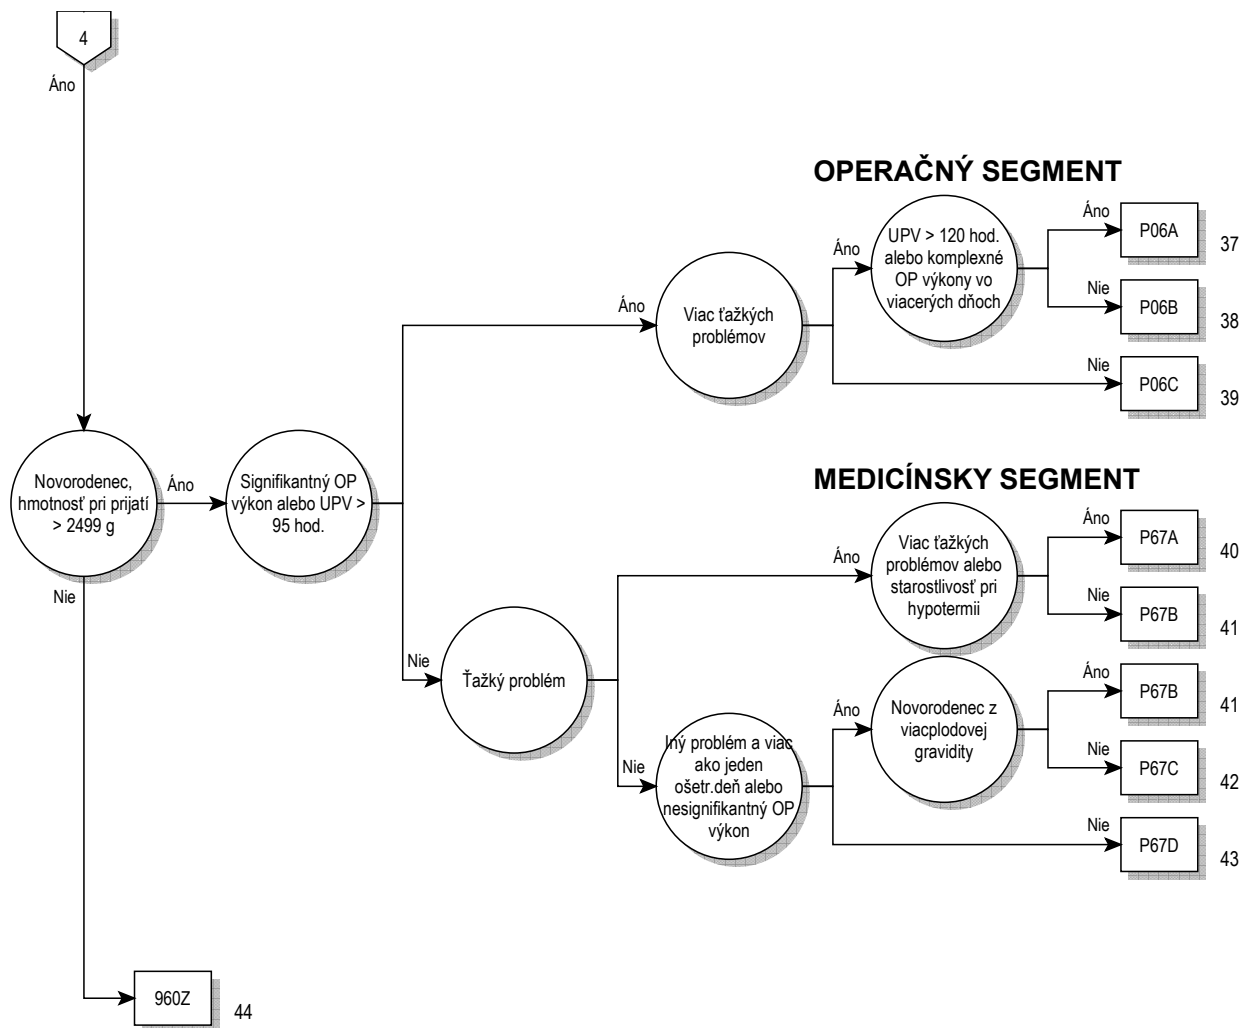 4
Áno
OPERAČNÝ SEGMENT
UPV > 120 hod.
alebo komplexné
OP výkony vo
viacerých dňoch
Áno
Áno
P06A
37
Nie
P06B
38
Áno
Viac ťažkých
problémov
Nie
P06C
39
Novorodenec,
hmotnosť pri prijatí
> 2499 g
Áno
Signifikantný OP
výkon alebo UPV >
95 hod.
MEDICÍNSKY SEGMENT
Áno
Viac ťažkých
problémov alebo
starostlivosť pri
hypotermii
Áno
P67A
40
Nie
P67B
41
Nie
Nie
Ťažký problém
Áno
Novorodenec z
viacplodovej
gravidity
Áno
P67B
41
Nie
P67C
42
Nie
Iný problém a viac
ako jeden
ošetr.deň alebo
nesignifikantný OP
výkon
Nie
P67D
43
960Z
44